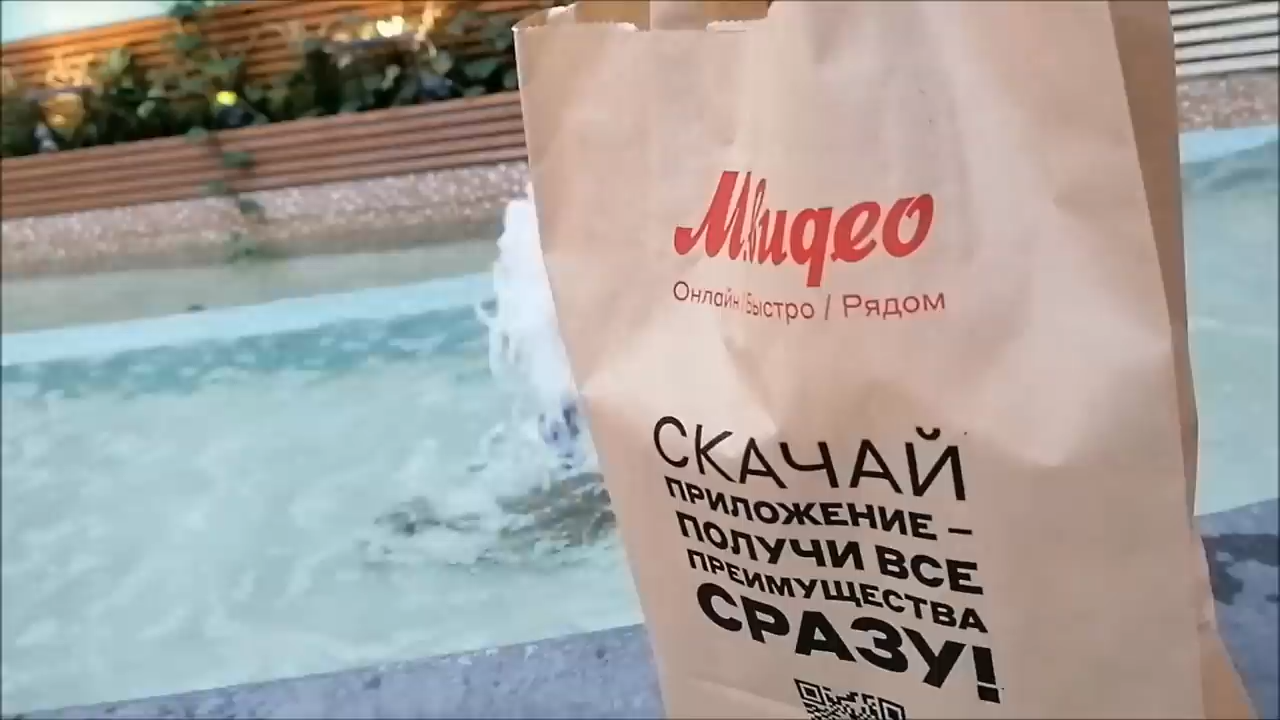 М.видео
Онлайн / Быстро / Рядом
СКАЧАЙ
ПРИЛОЖЕНИЕ –
ПОЛУЧИ ВСЕ
ПРЕИМУЩЕСТВА
СРАЗУ!